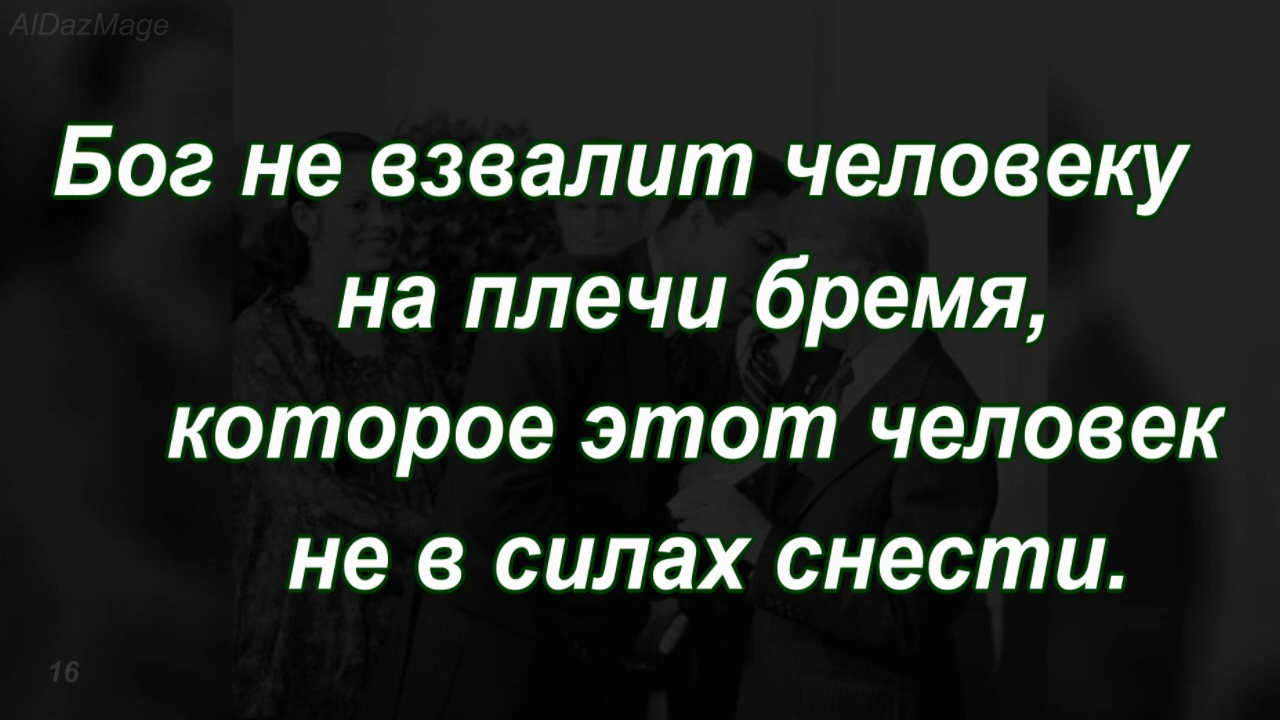 AIDazMage
Бог не взвалит человеку
на плечи бремя,
которое этот человек
не в силах снести.
16